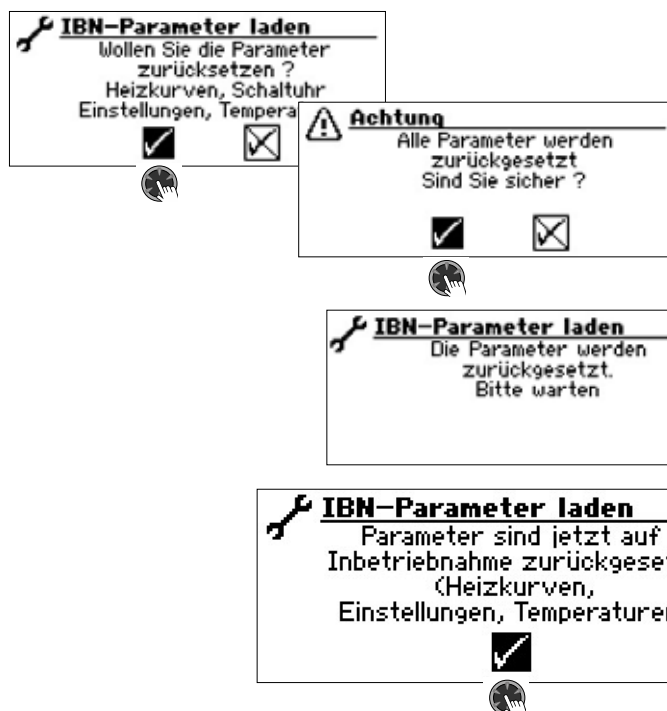 IBN-Parameter laden
Wollen Sie die Parameter
zurücksetzen ?
Heizkurven, Schaltuhr
Einstellungen, Tempera
Achtung
Alle Parameter werden
zurückgesetzt
Sind Sie sicher ?
IBN-Parameter laden
Die Parameter werden
zurückgesetzt.
Bitte warten
IBN-Parameter laden
Parameter sind jetzt auf
Inbetriebnahme zurückgeset
(Heizkurven,
Einstellungen, Temperaturen